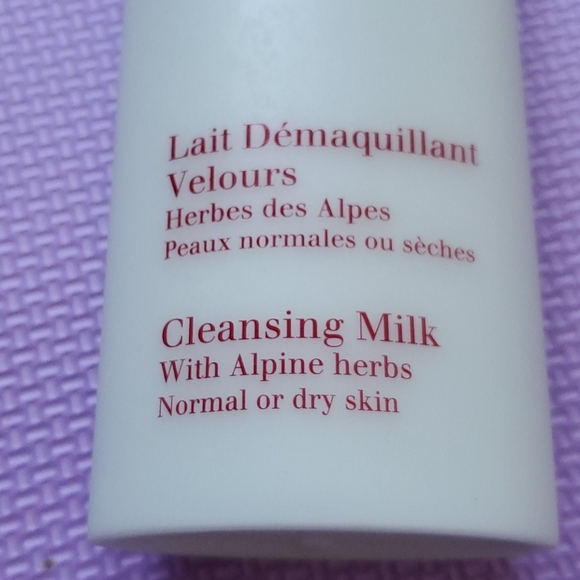 Lait Démaquillant
Velours
Herbes des Alpes
Peaux normales ou sèches
Cleansing Milk
With Alpine herbs
Normal or dry skin